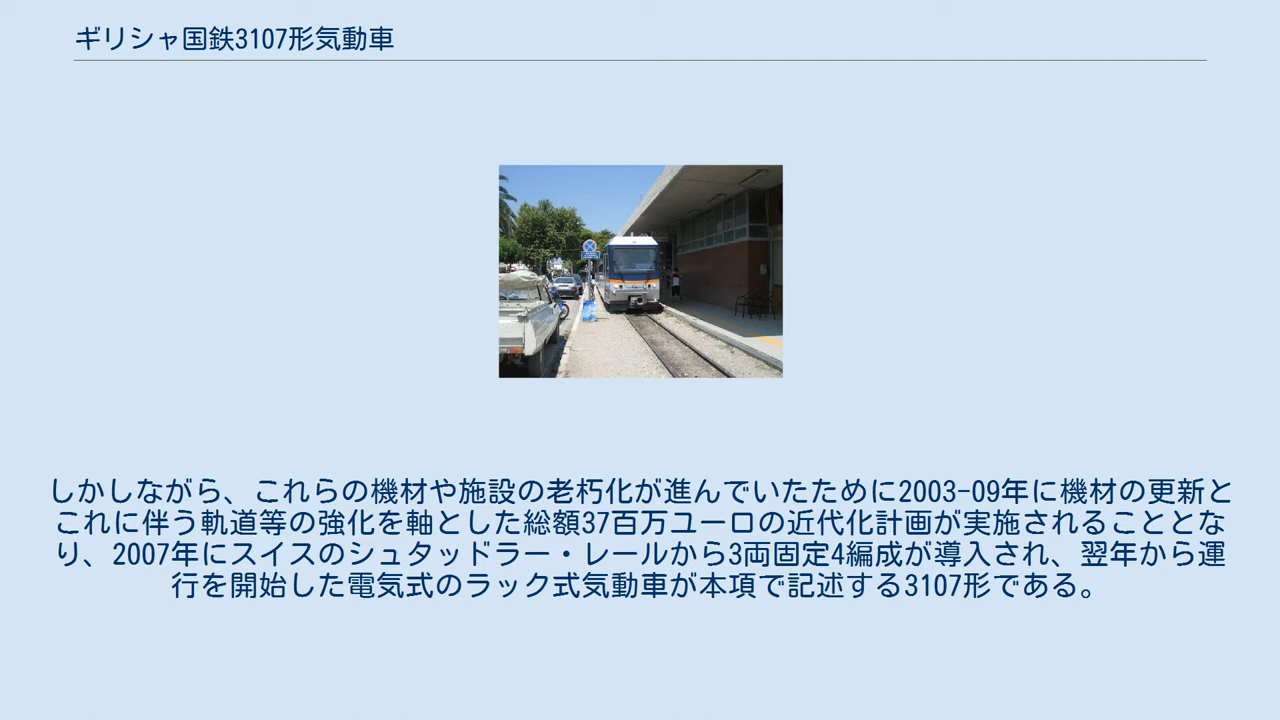 ギリシャ国鉄3107形気動車
しかしながら、これらの機材や施設の老朽化が進んでいたために2003-09年に機材の更新と
これに伴う軌道等の強化を軸とした総額37百万ユーロの近代化計画が実施されることとな
り、2007年にスイスのシュタッドラー・レールから3両固定4編成が導入され、翌年から運
行を開始した電気式のラック式気動車が本項で記述する3107形である。